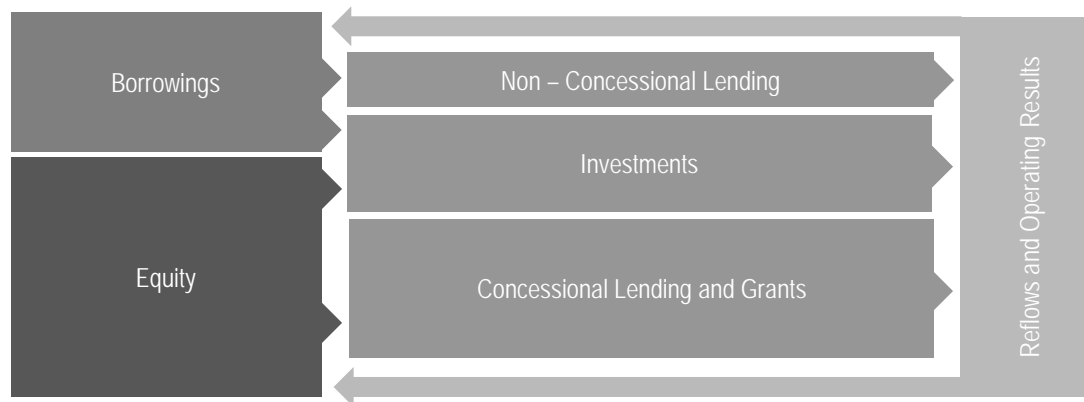 Borrowings
Non – Concessional Lending
Investments
Equity
Concessional Lending and Grants
Reflows and Operating Results